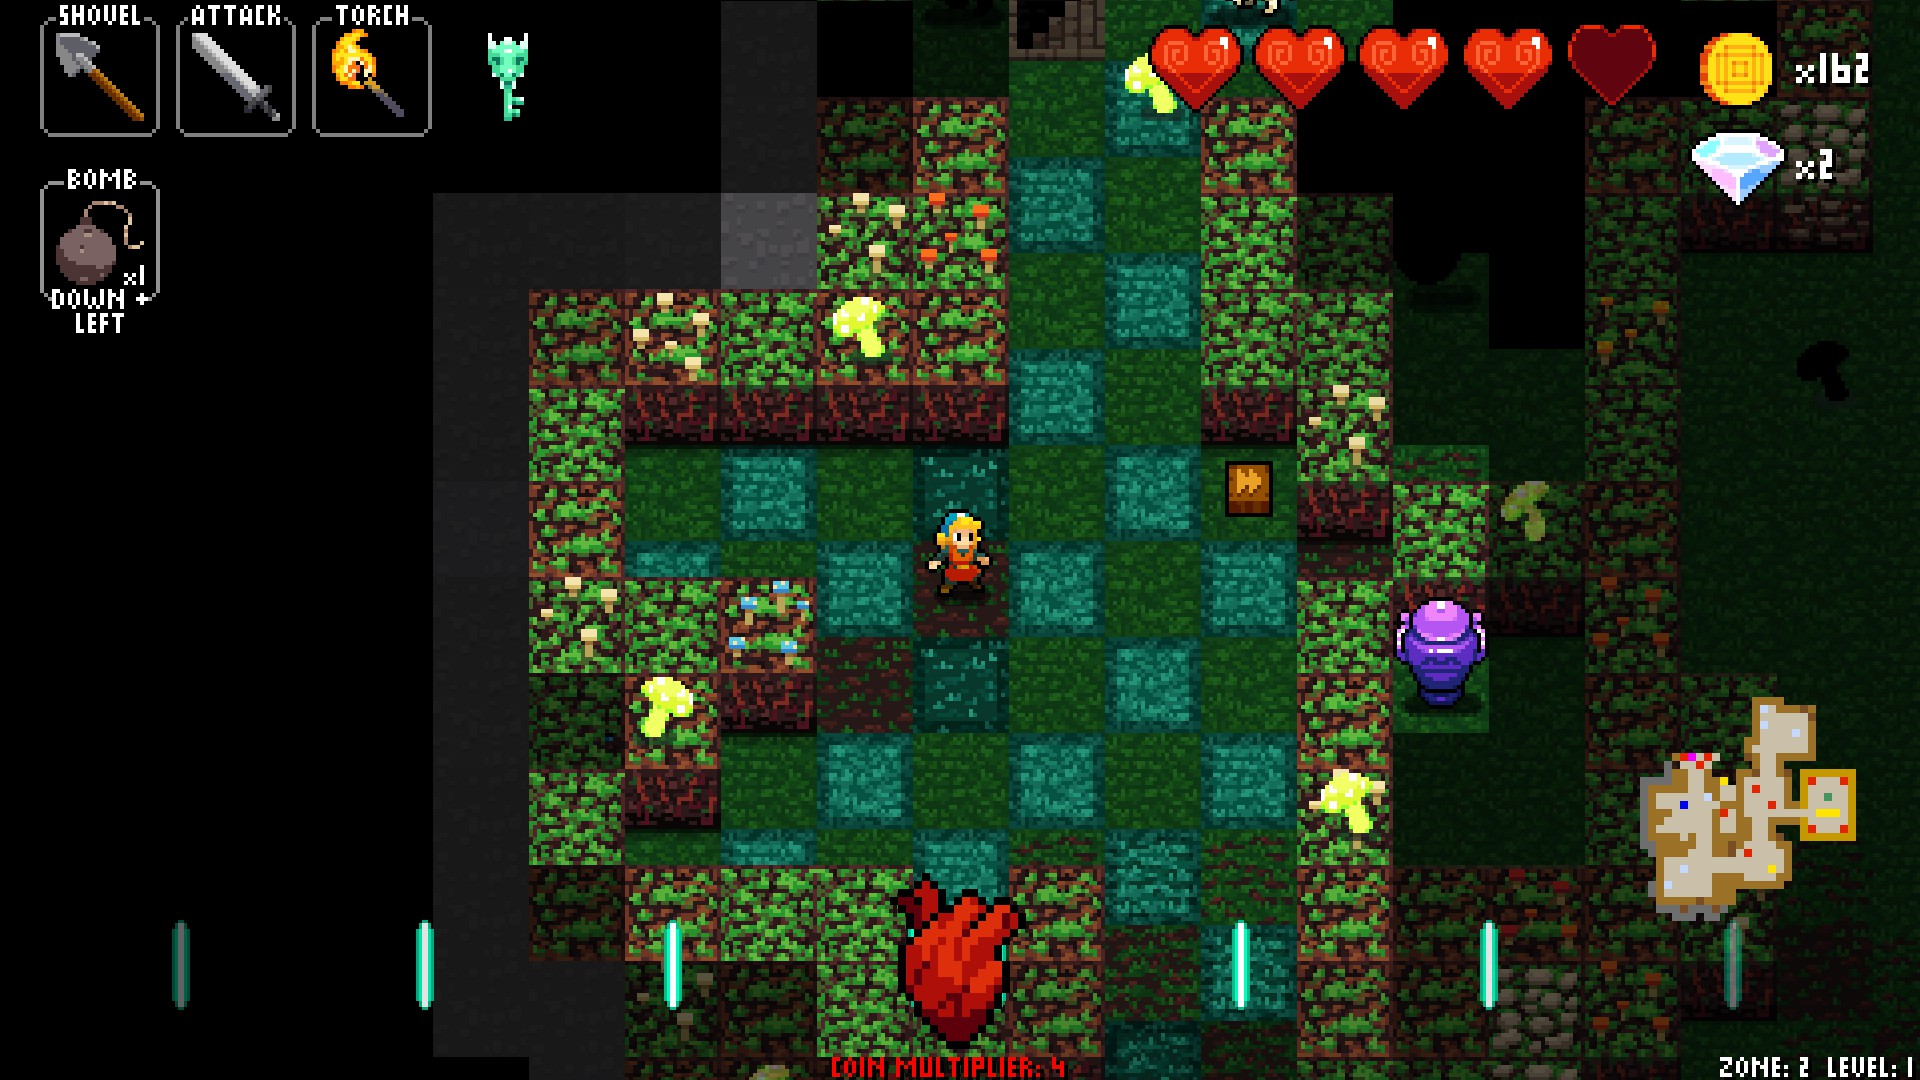 SHOVEL
ATTACK
TORCH
x162
x2
BOMB
x1
DOWN +
LEFT
COIN MULTIPLIER: 4
ZONE: 2 LEVEL: 1